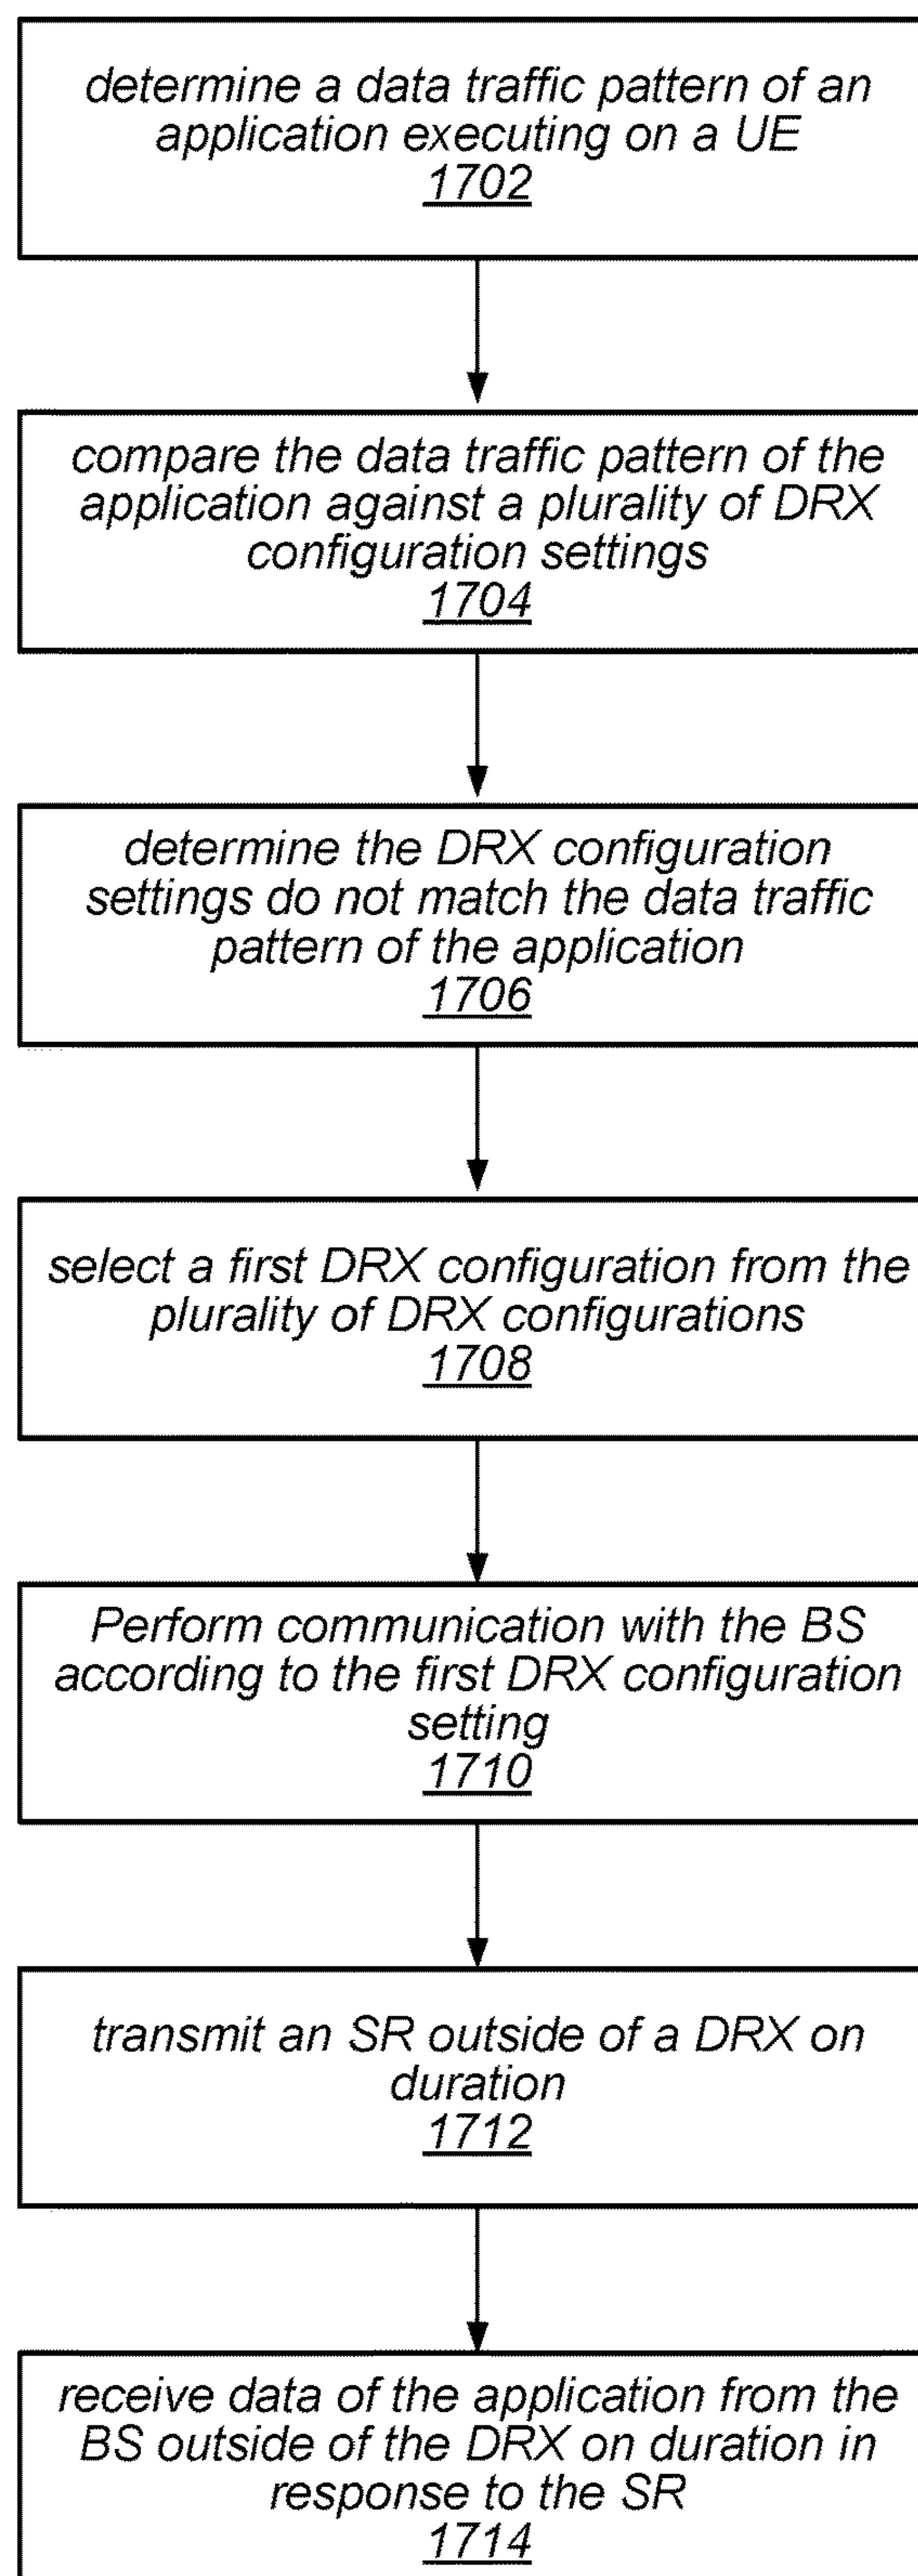 determine a data traffic pattern of an
application executing on a UE
1702
compare the data traffic pattern of the
application against a plurality of DRX
configuration settings
1704
determine the DRX configuration
settings do not match the data traffic
pattern of the application
1706
select a first DRX configuration from the
plurality of DRX configurations
1708
Perform communication with the BS
according to the first DRX configuration
setting
1710
transmit an SR outside of a DRX on
duration
1712
receive data of the application from the
BS outside of the DRX on duration in
response to the SR
1714